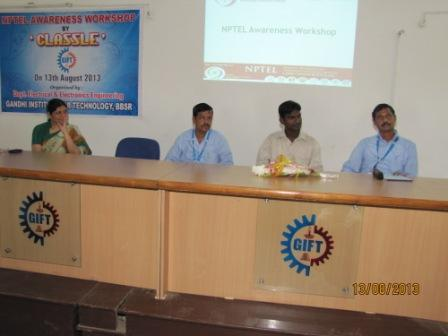 NPTEL AWARENESS WORKSHOP
BY
"CLASSLE"
GIFT
On 13th August 2013
Organised by :
Dept. Electrical & Electronics Engineering
GANDHI INSTITUTE TECHNOLOGY, BBSR
NPTEL Awareness Workshop
NPTEL
GIFT
GIFT
13/08/2013